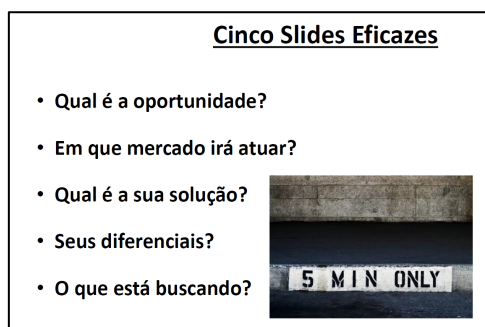 Cinco Slides Eficazes
• Qual é a oportunidade?
• Em que mercado irá atuar?
• Qual é a sua solução?
• Seus diferenciais?
• O que está buscando?
5 MIN ONLY